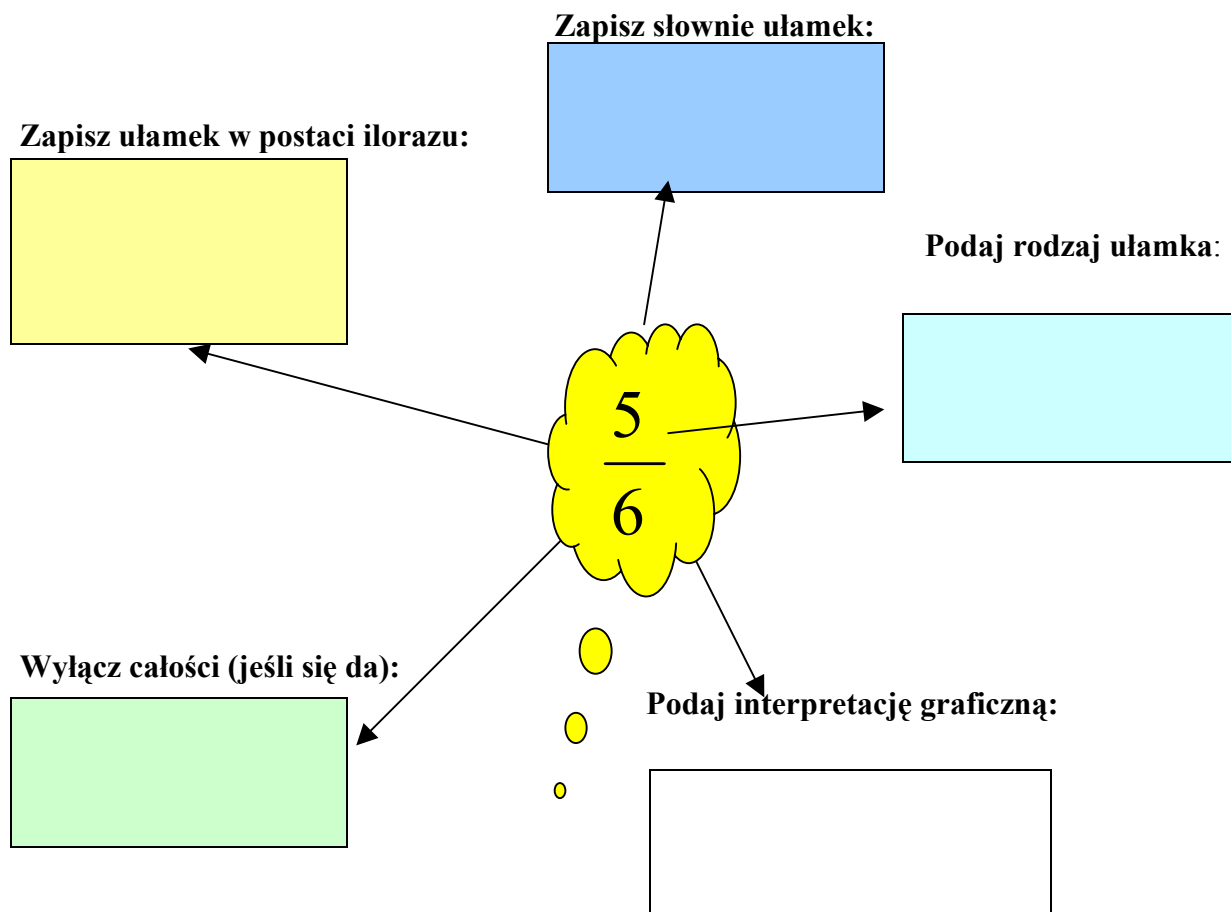 Zapisz słownie ułamek:
Zapisz ułamek w postaci ilorazu:
Podaj rodzaj ułamka:
5
6
Wyłącz całości (jeśli się da):
Podaj interpretację graficzną: